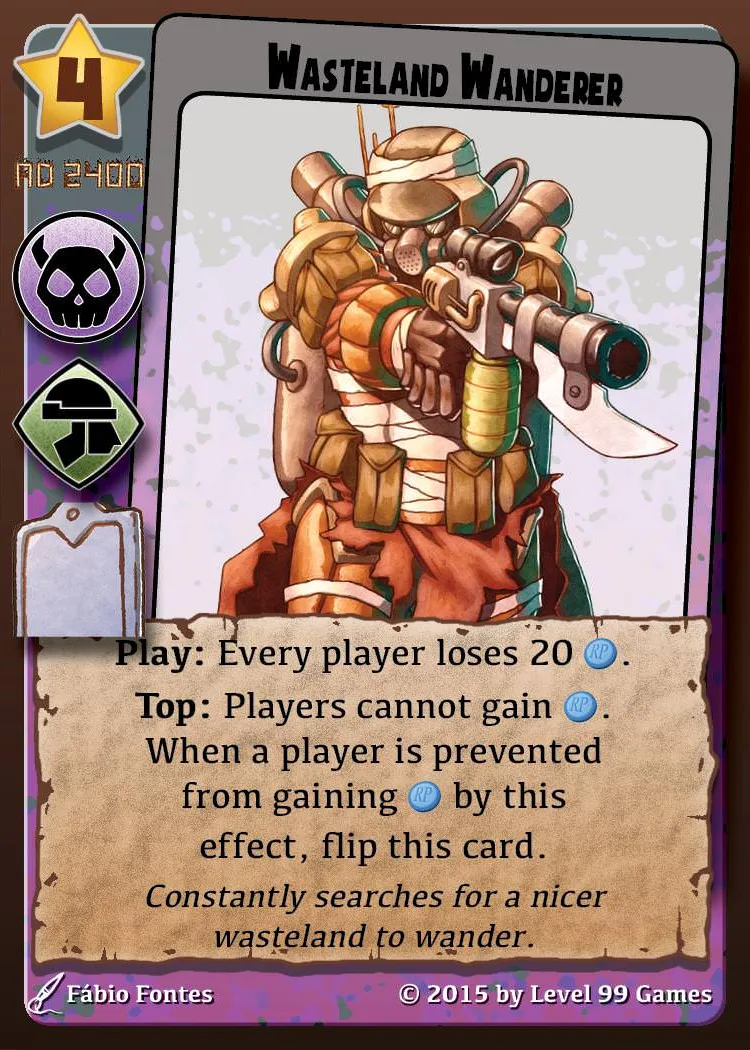 4
Wasteland Wanderer
AD 2400
Play: Every player loses 20 RP.
Top: Players cannot gain RP.
When a player is prevented
from gaining RP by this
effect, flip this card.
Constantly searches for a nicer
wasteland to wander.
Fábio Fontes
© 2015 by Level 99 Games